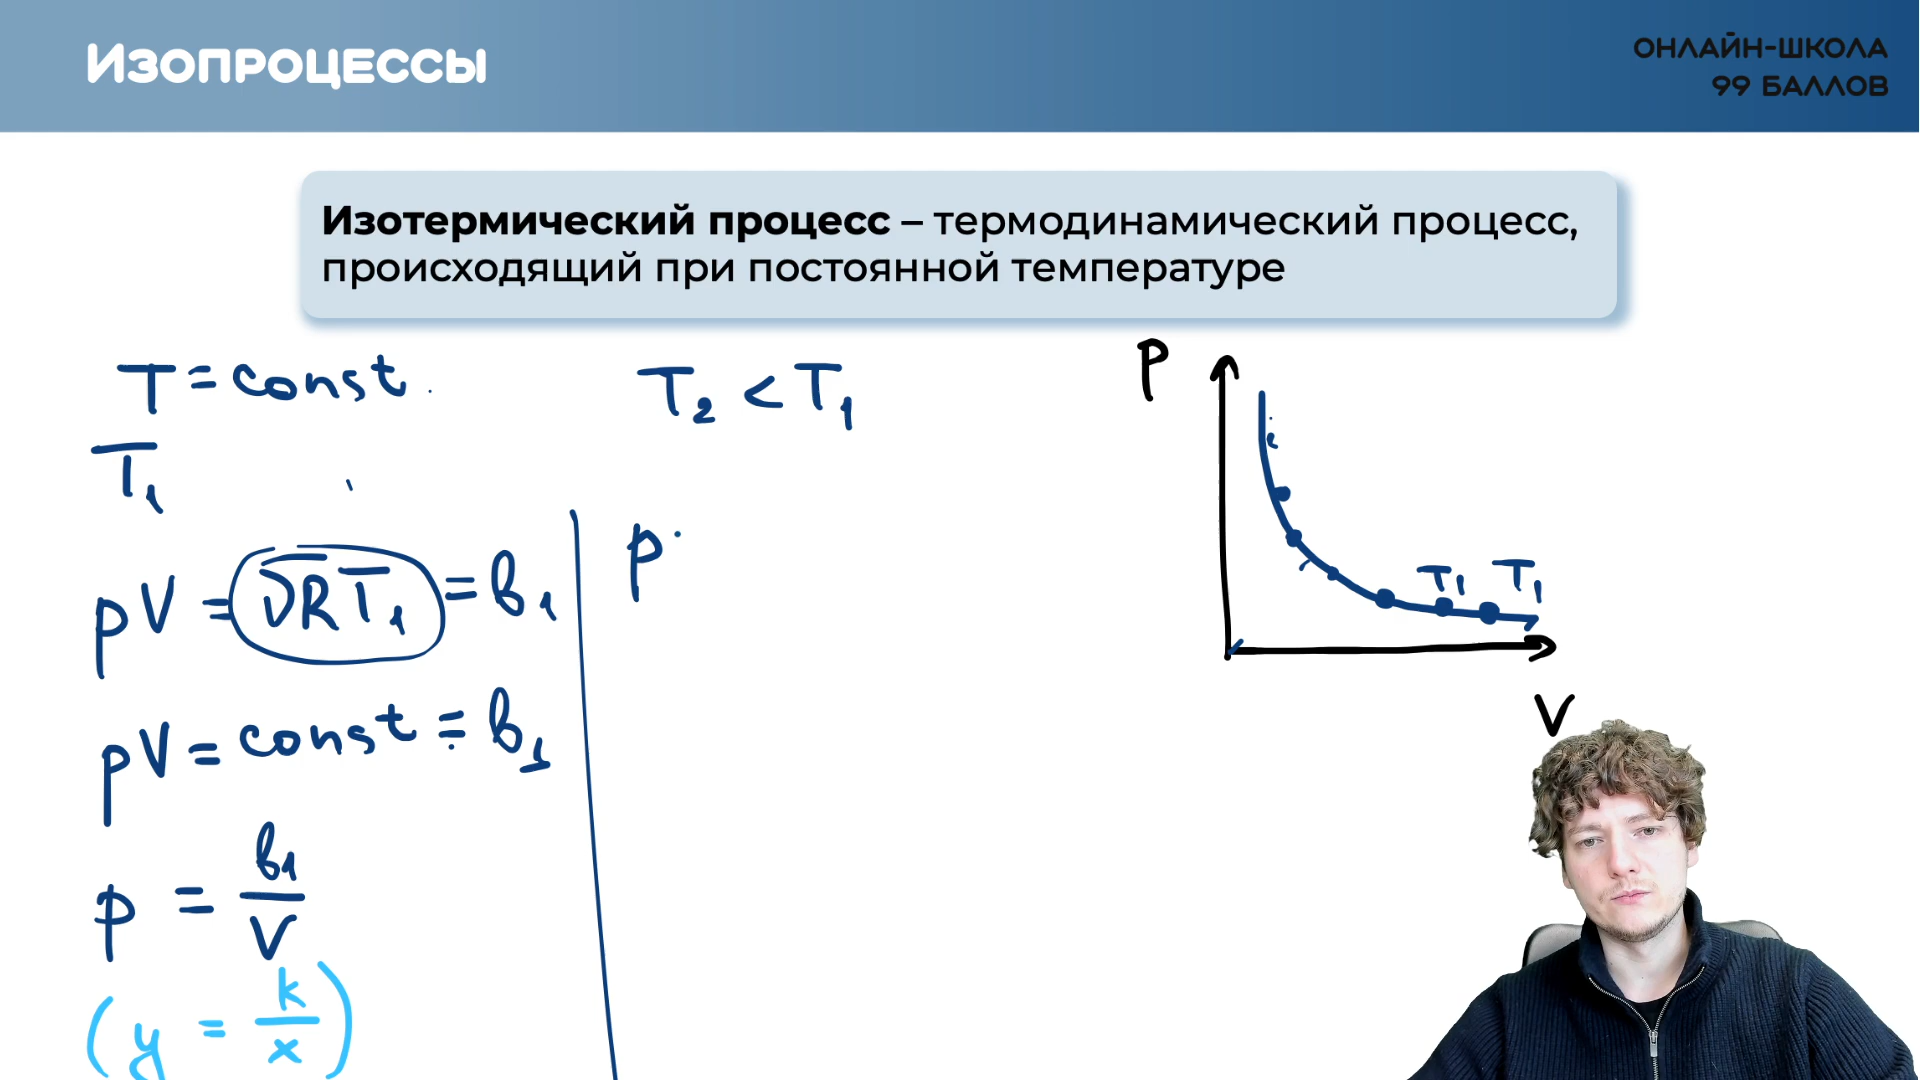 Изопроцессы
ОНЛАЙН-ШКОЛА
99 БАЛЛОВ
Изотермический процесс – термодинамический процесс,
происходящий при постоянной температуре
T = const
T₁
pV = νRT₁ = b₁
pV = const = b₁
p = b₁/V
(y = k/x)
T₂ < T₁
p
P
T₁ T₁
V